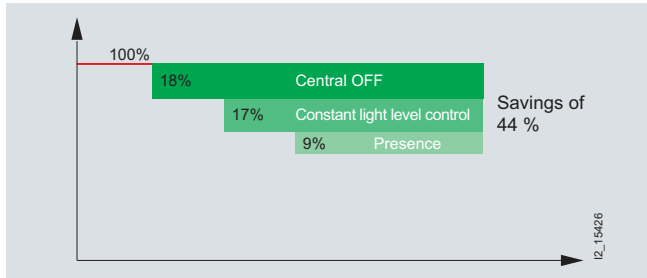 100%
18% Central OFF
17% Constant light level control
9% Presence
Savings of
44 %
I2_15426